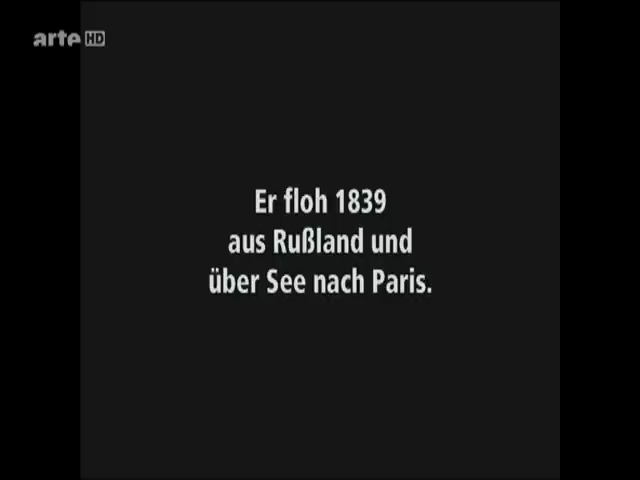 arte HD
Er floh 1839
aus Rußland und
über See nach Paris.